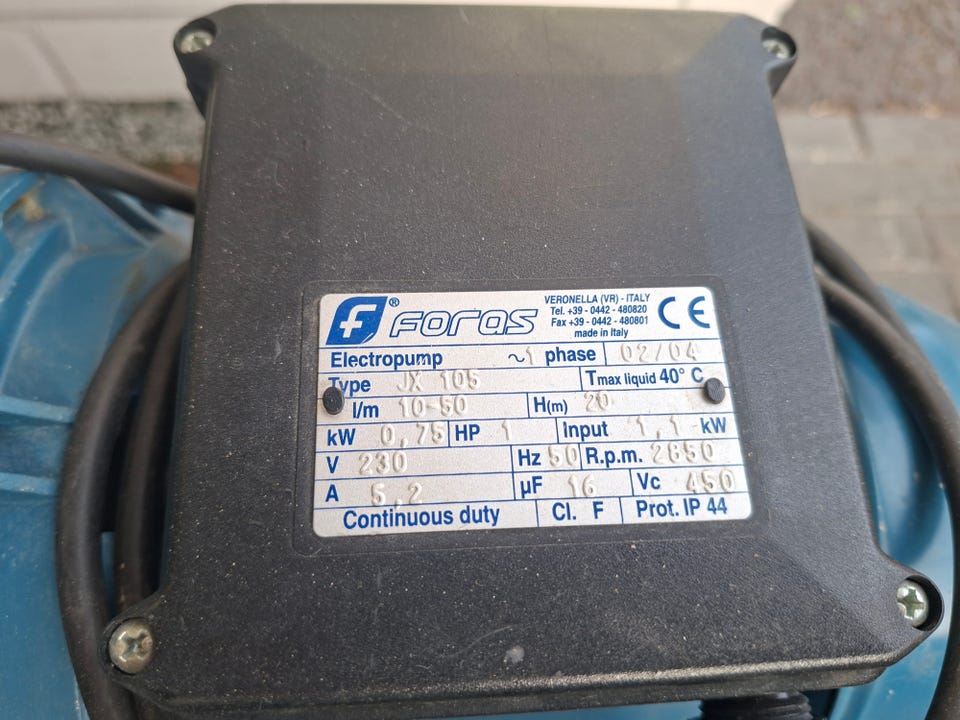 f® FORAS
VERONELLA (VR) - ITALY
Tel. +39 - 0442 - 480820
Fax +39 - 0442 - 480801
made in Italy
CE
Electropump ~1 phase 02/04
Type JX 105 Tmax liquid 40° C
l/m 10-50 H(m) 20
kW 0,75 HP 1 Input 1,1 kW
V 230 Hz 50 R.p.m. 2850
A 5,2 µF 16 Vc 450
Continuous duty Cl. F Prot. IP 44